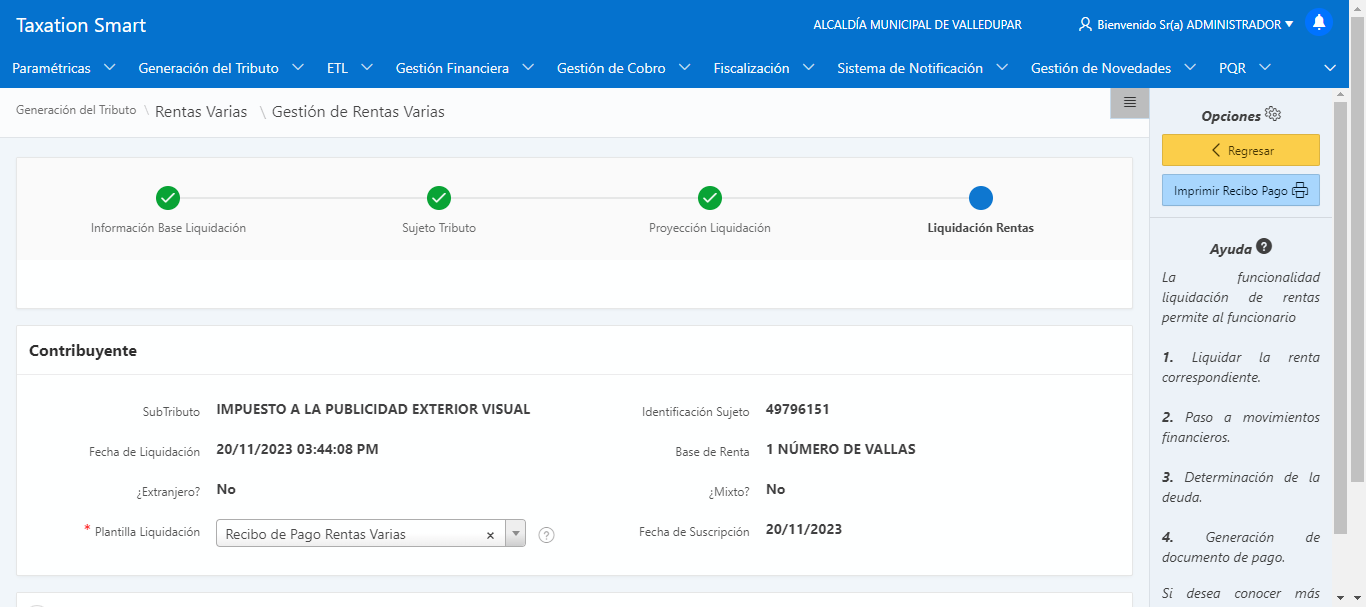 Taxation Smart
ALCALDÍA MUNICIPAL DE VALLEDUPAR
Bienvenido Sr(a) ADMINISTRADOR
Paramétricas Generación del Tributo ETL Gestión Financiera Gestión de Cobro Fiscalización Sistema de Notificación Gestión de Novedades PQR
Generación del Tributo \ Rentas Varias \ Gestión de Rentas Varias
Información Base Liquidación
Sujeto Tributo
Proyección Liquidación
Liquidación Rentas
Contribuyente
SubTributo IMPUESTO A LA PUBLICIDAD EXTERIOR VISUAL
Identificación Sujeto 49796151
Fecha de Liquidación 20/11/2023 03:44:08 PM
Base de Renta 1 NÚMERO DE VALLAS
¿Extranjero? No
¿Mixto? No
* Plantilla Liquidación Recibo de Pago Rentas Varias × ?
Fecha de Suscripción 20/11/2023
Opciones
Regresar
Imprimir Recibo Pago
Ayuda ?
La funcionalidad
liquidación de rentas
permite al funcionario
1. Liquidar la renta
correspondiente.
2. Paso a movimientos
financieros.
3. Determinación de la
deuda.
4. Generación de
documento de pago.
Si desea conocer más